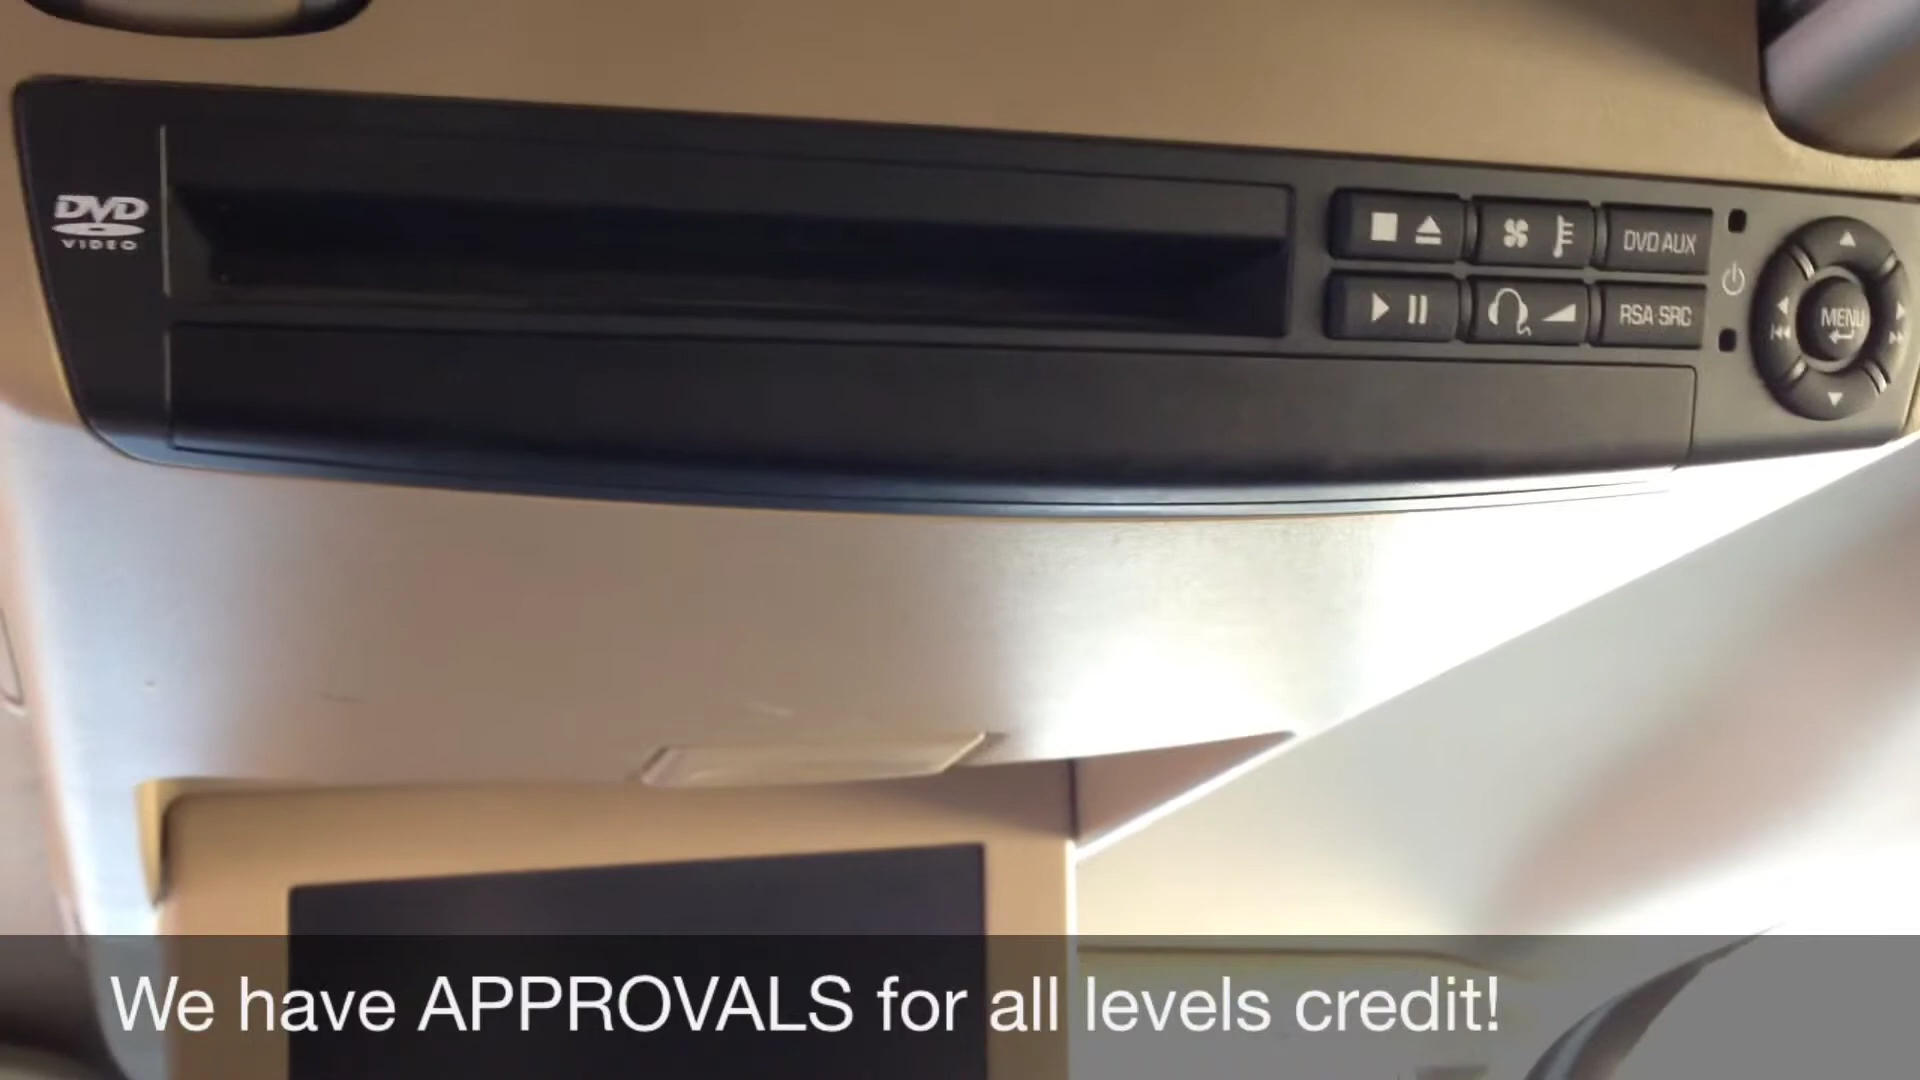 DVD
VIDEO
DVD AUX
RSA SRC
MENU
We have APPROVALS for all levels credit!